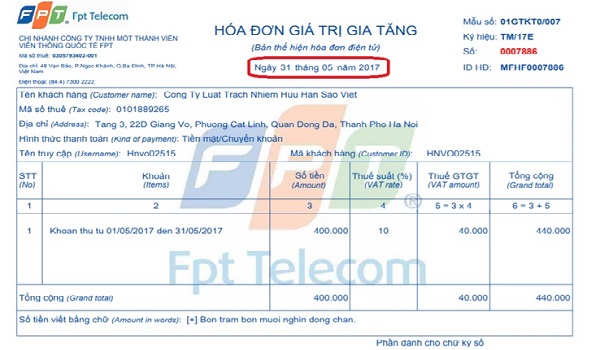 FPT Fpt Telecom
CHI NHÁNH CÔNG TY TNHH MỘT THÀNH VIÊN
VIỄN THÔNG QUỐC TẾ FPT
Mã số thuế: 0305793402-001
Địa chỉ: 48 Vạn Bảo, P.Ngọc Khánh, Q.Ba Đình, TP.Hà Nội,
Việt Nam
Điện thoại: (84.4) 7300 2222
HÓA ĐƠN GIÁ TRỊ GIA TĂNG
(Bản thể hiện hóa đơn điện tử)
Ngày 31 tháng 05 năm 2017
Mẫu số: 01GTKT0/007
Ký hiệu: TM/17E
Số: 0007886
ID HĐ: MFHF0007886
Tên khách hàng (Customer name): Cong Ty Luat Trach Nhiem Huu Han Sao Viet
Mã số thuế (Tax code): 0101889265
Địa chỉ (Address): Tang 3, 22D Giang Vo, Phuong Cat Linh, Quan Dong Da, Thanh Pho Ha Noi
Hình thức thanh toán (Kind of payment): Tiền mặt/Chuyển khoản
Tên truy cập (Username): Hnvo02515 Mã khách hàng (Customer ID): HNVO02515
STT Khoản Số tiền Thuế suất (%) Thuế GTGT Tổng cộng
(No) (Items) (Amount) (VAT rate) (VAT amount) (Grand total)
1 2 3 4 5 = 3 x 4 6 = 3 + 5
1 Khoan thu tu 01/05/2017 den 31/05/2017 400.000 10 40.000 440.000
FPT
Fpt Telecom
Tổng cộng (Grand total) 400.000 40.000 440.000
Số tiền viết bằng chữ (Amount in words): [+] Bon tram bon muoi nghin dong chan.
Phần dành cho chữ ký số